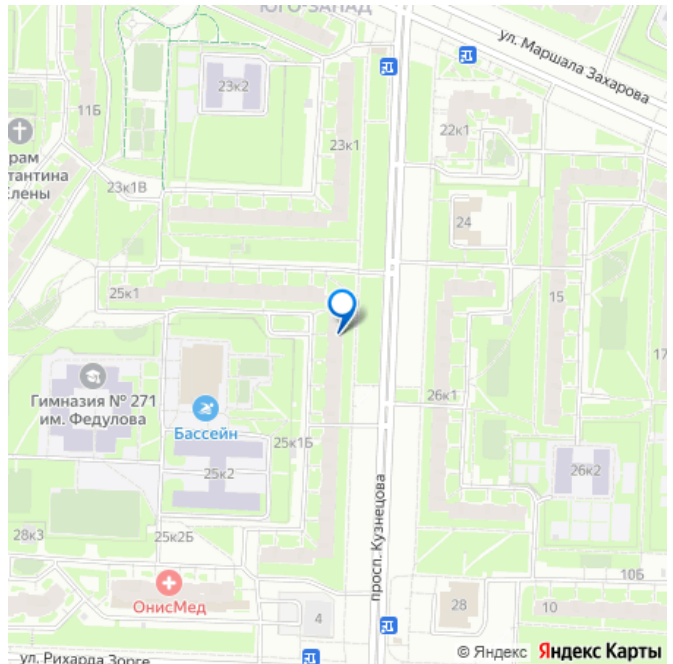 ЮГО-ЗАПАД
ул. Маршала Захарова
23к2
11Б
22к1
23к1
рам
тантина
Елены
23к1В
24
25к1
15
17
Гимназия № 271
им. Федулова
26к1
Бассейн
25к1Б
25к2
26к2
просп. Кузнецова
28к3
25к2Б
10Б
ОнисМед
4
28
10
ул. Рихарда Зорге
© Яндекс Яндекс Карты